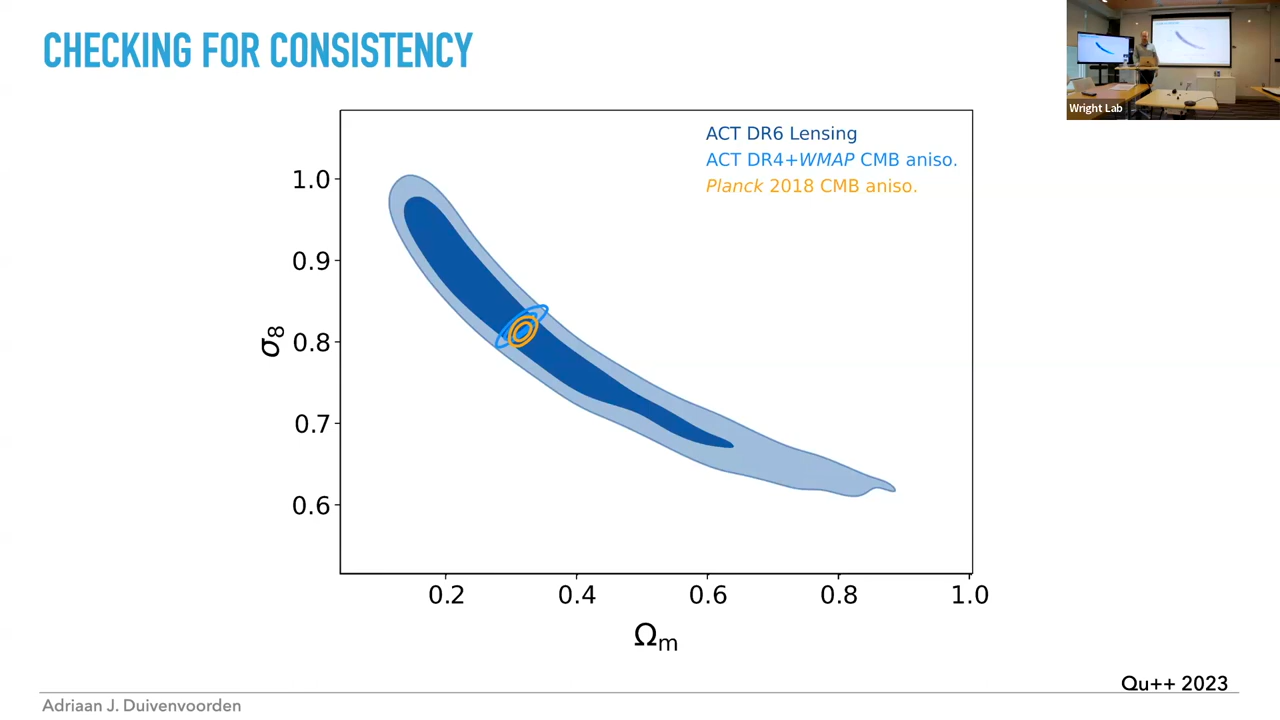 CHECKING FOR CONSISTENCY
Wright Lab
ACT DR6 Lensing
ACT DR4+WMAP CMB aniso.
Planck 2018 CMB aniso.
1.0
0.9
0.8
0.7
0.6
σ8
0.2 0.4 0.6 0.8 1.0
Ωm
Qu++ 2023
Adriaan J. Duivenvoorden